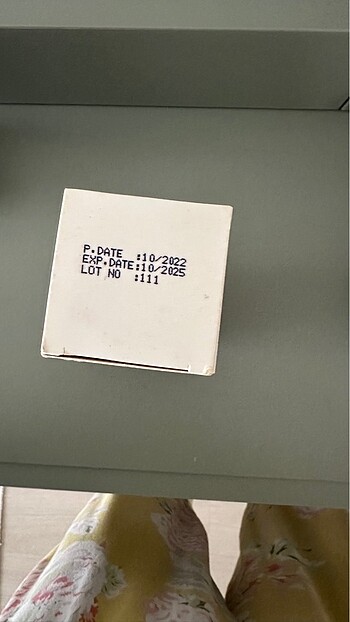 P.DATE :10/2022
EXP.DATE:10/2025
LOT NO :111